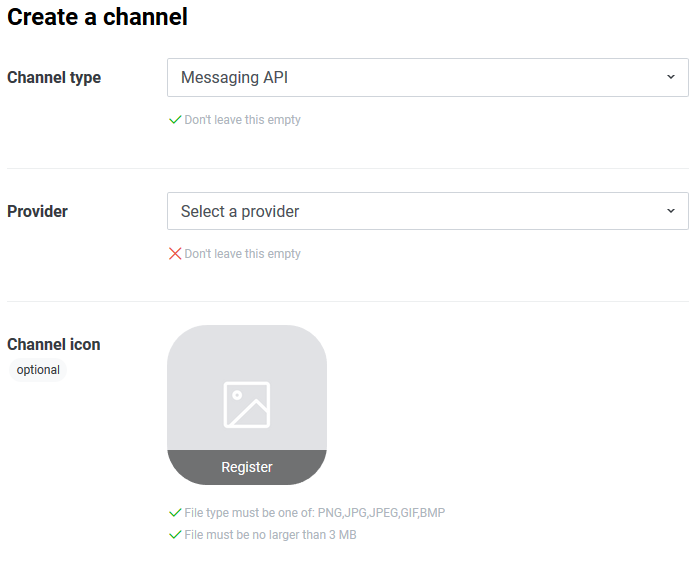 Create a channel
Channel type
Messaging API
Don't leave this empty
Provider
Select a provider
Don't leave this empty
Channel icon
optional
Register
File type must be one of: PNG,JPG,JPEG,GIF,BMP
File must be no larger than 3 MB